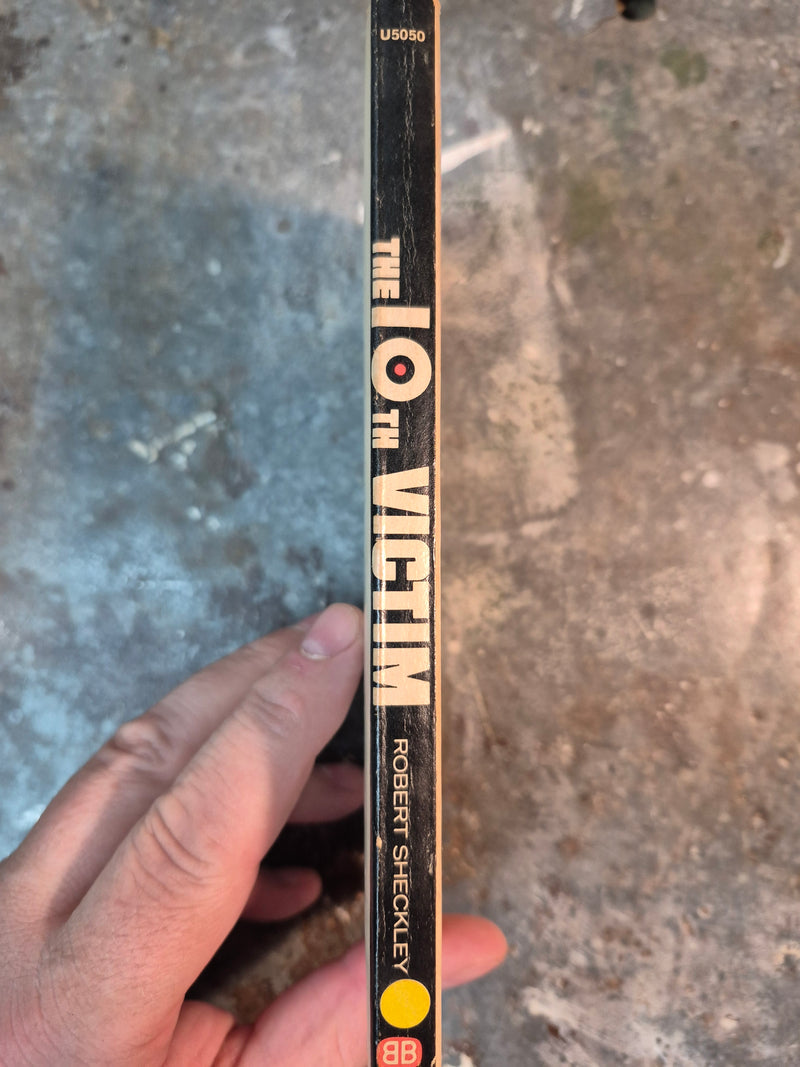 U5050
THE 10TH VICTIM
ROBERT SHECKLEY
BB